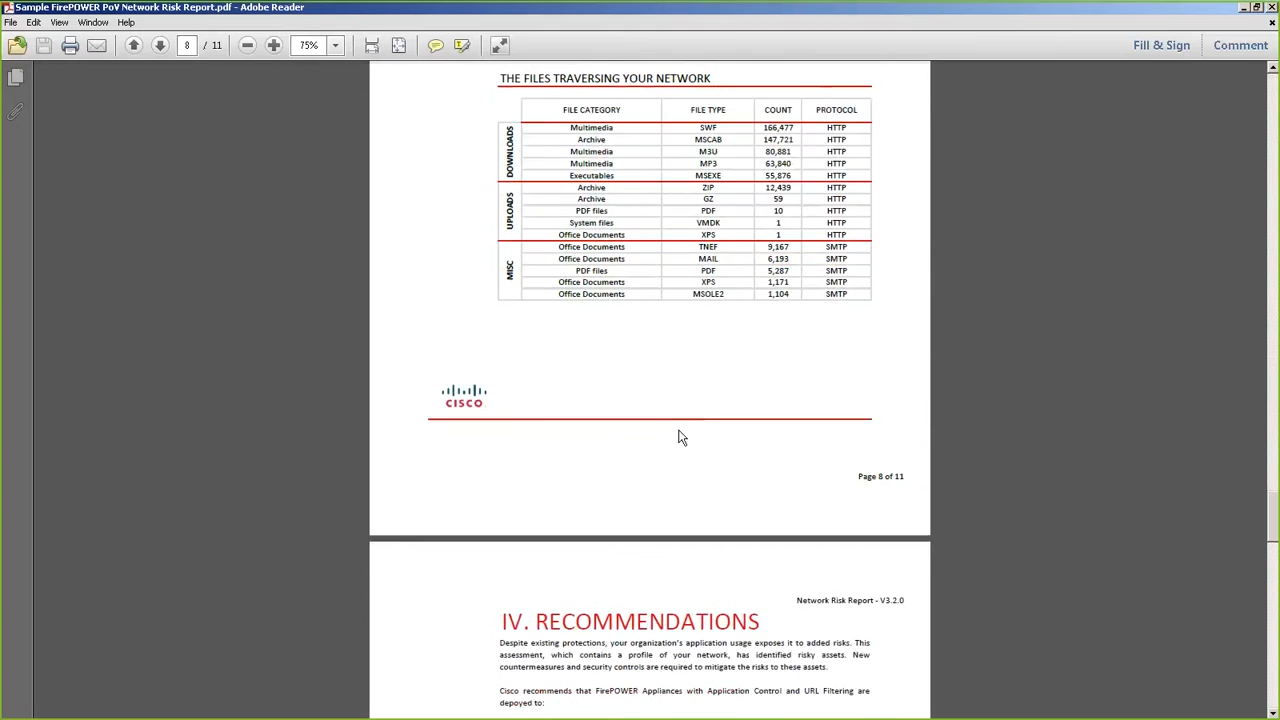 Sample FirePOWER PoV Network Risk Report.pdf - Adobe Reader
File Edit View Window Help
8 / 11 75% Fill & Sign Comment
THE FILES TRAVERSING YOUR NETWORK
FILE CATEGORY FILE TYPE COUNT PROTOCOL
DOWNLOADS
Multimedia SWF 166,477 HTTP
Archive MSCAB 147,721 HTTP
Multimedia M3U 80,881 HTTP
Multimedia MP3 63,840 HTTP
Executables MSEXE 55,876 HTTP
UPLOADS
Archive ZIP 12,439 HTTP
Archive GZ 59 HTTP
PDF files PDF 10 HTTP
System files VMDK 1 HTTP
Office Documents XPS 1 HTTP
MISC
Office Documents TNEF 9,167 SMTP
Office Documents MAIL 6,193 SMTP
PDF files PDF 5,287 SMTP
Office Documents XPS 1,171 SMTP
Office Documents MSOLE2 1,104 SMTP
CISCO
Page 8 of 11
Network Risk Report - V3.2.0
IV. RECOMMENDATIONS
Despite existing protections, your organization's application usage exposes it to added risks. This
assessment, which contains a profile of your network, has identified risky assets. New
countermeasures and security controls are required to mitigate the risks to these assets.
Cisco recommends that FirePOWER Appliances with Application Control and URL Filtering are
depoyed to: